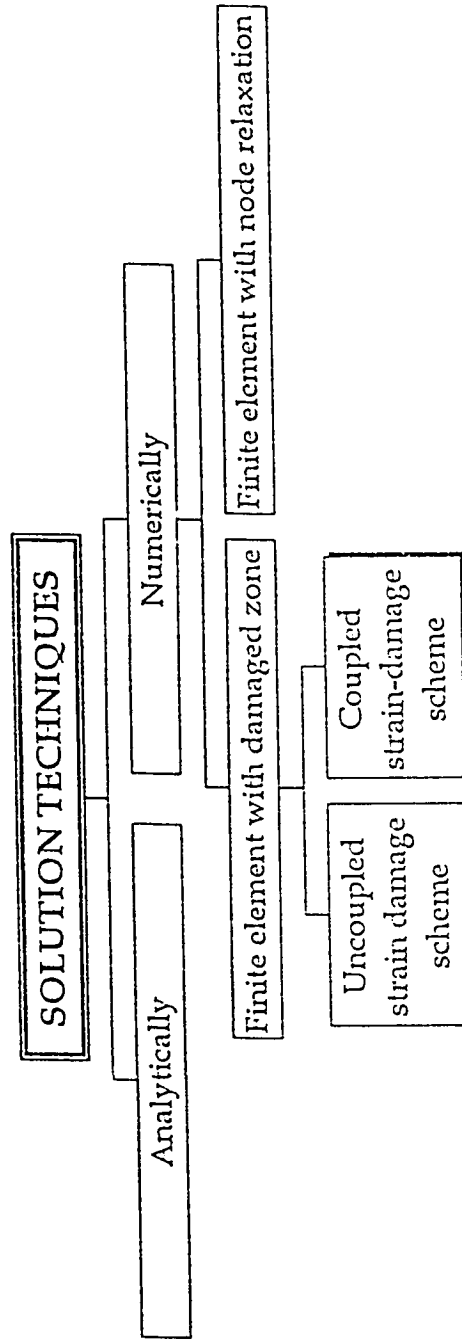 SOLUTION TECHNIQUES
Analytically
Numerically
Finite element with damaged zone
Finite element with node relaxation
Uncoupled
strain damage
scheme
Coupled
strain-damage
scheme